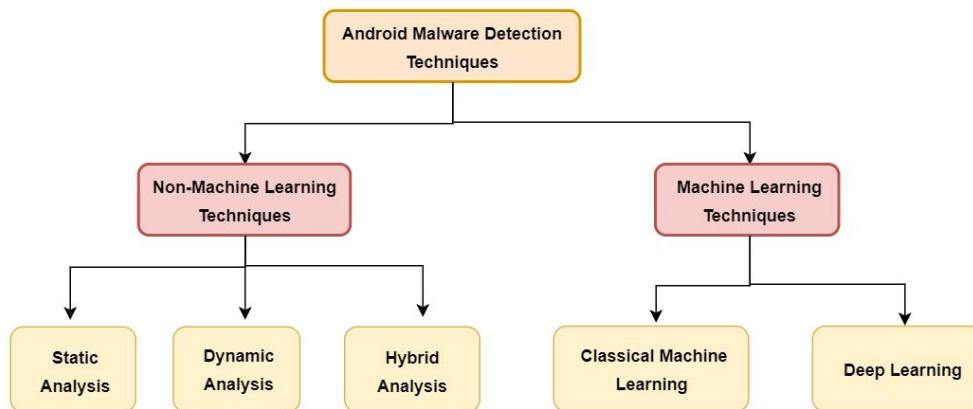 Android Malware Detection
Techniques
Non-Machine Learning
Techniques
Machine Learning
Techniques
Static
Analysis
Dynamic
Analysis
Hybrid
Analysis
Classical Machine
Learning
Deep Learning